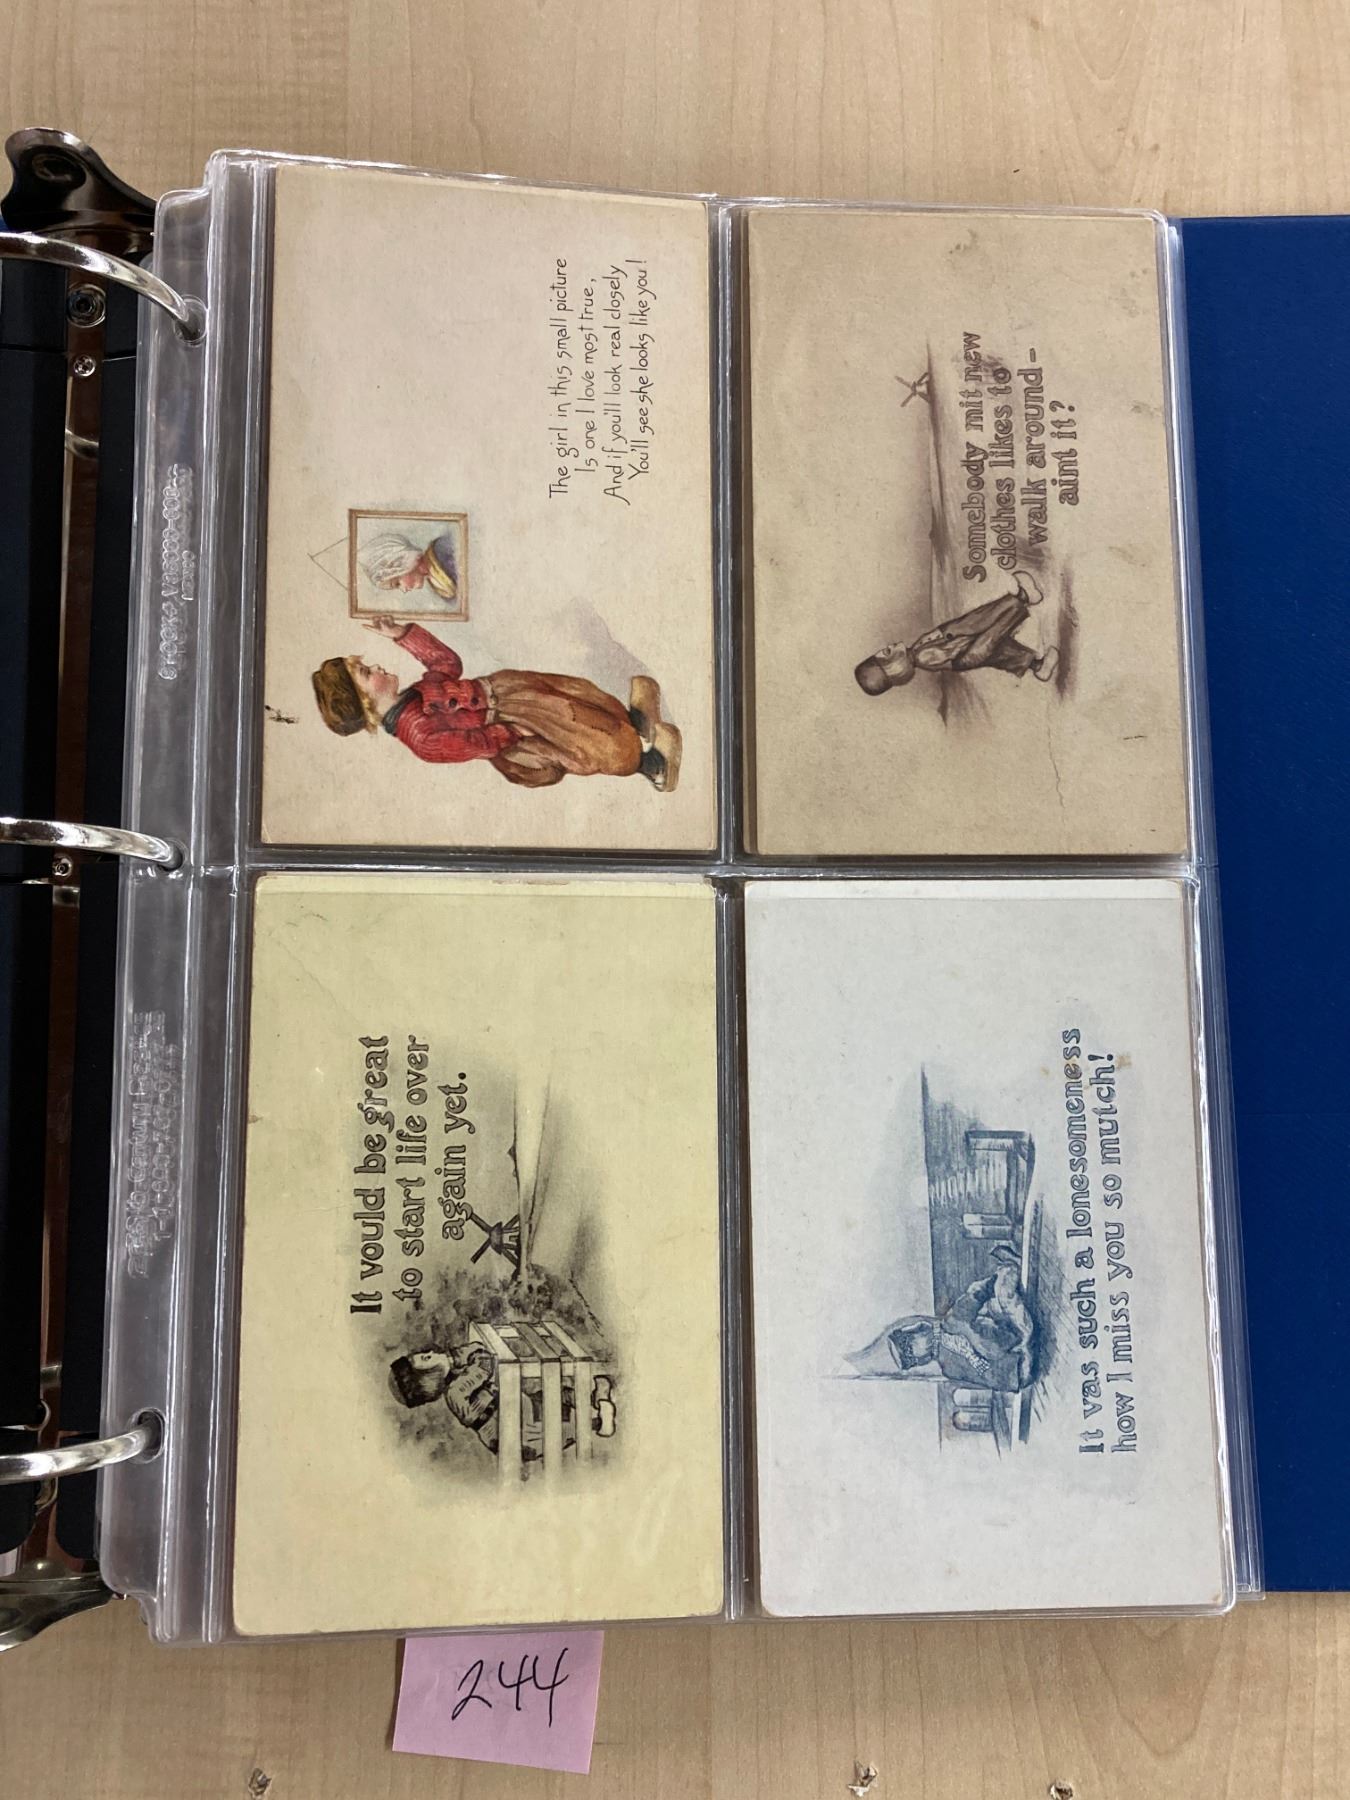 The girl in this small picture
Is one I love most true,
And if you'll look real closely
You'll see she looks like you!
Somebody mit new
clothes likes to
walk around-
aint it?
It vould be great
to start life over
again yet.
It vas such a lonesomeness
how I miss you so mutch!
244